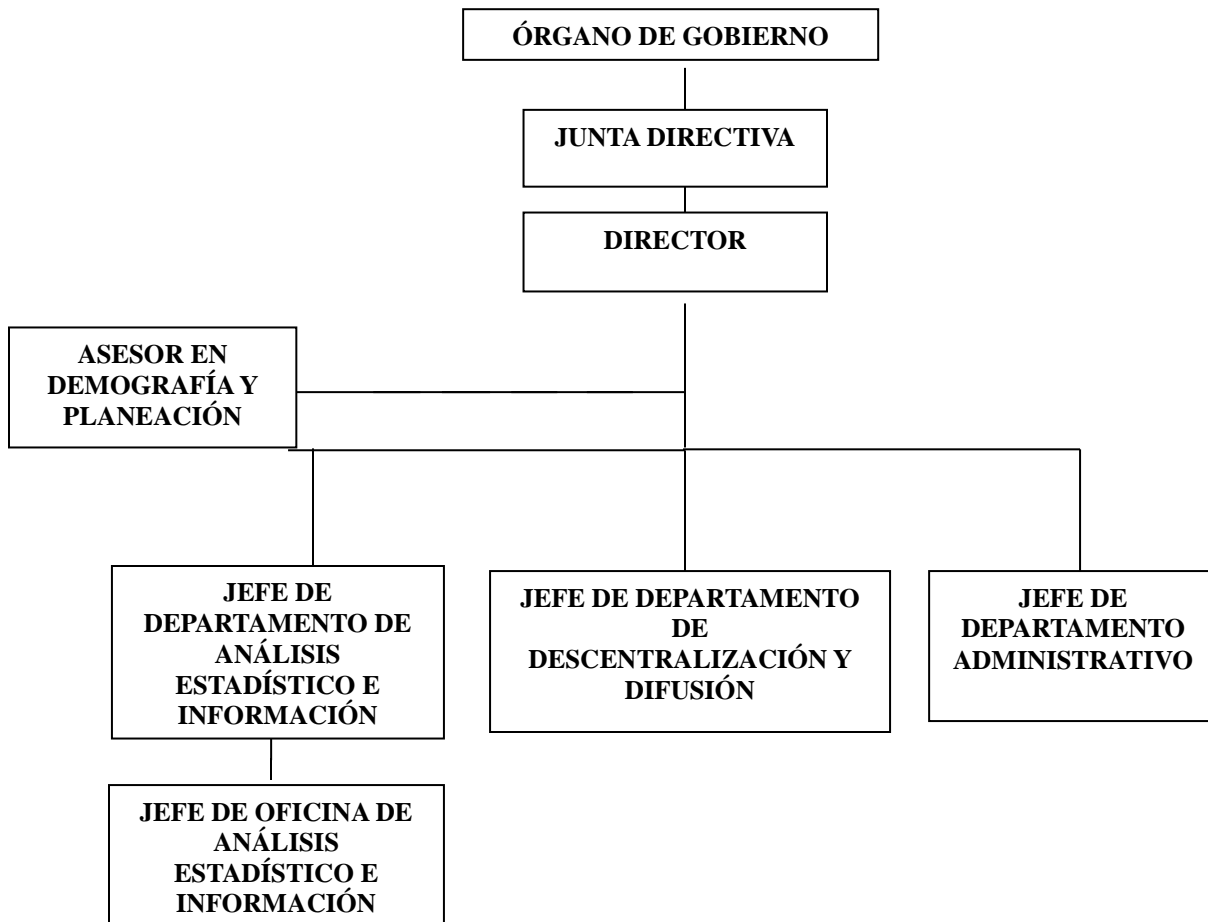 ÓRGANO DE GOBIERNO
JUNTA DIRECTIVA
DIRECTOR
ASESOR EN
DEMOGRAFÍA Y
PLANEACIÓN
JEFE DE
DEPARTAMENTO DE
ANÁLISIS
ESTADÍSTICO E
INFORMACIÓN
JEFE DE DEPARTAMENTO
DE
DESCENTRALIZACIÓN Y
DIFUSIÓN
JEFE DE
DEPARTAMENTO
ADMINISTRATIVO
JEFE DE OFICINA DE
ANÁLISIS
ESTADÍSTICO E
INFORMACIÓN